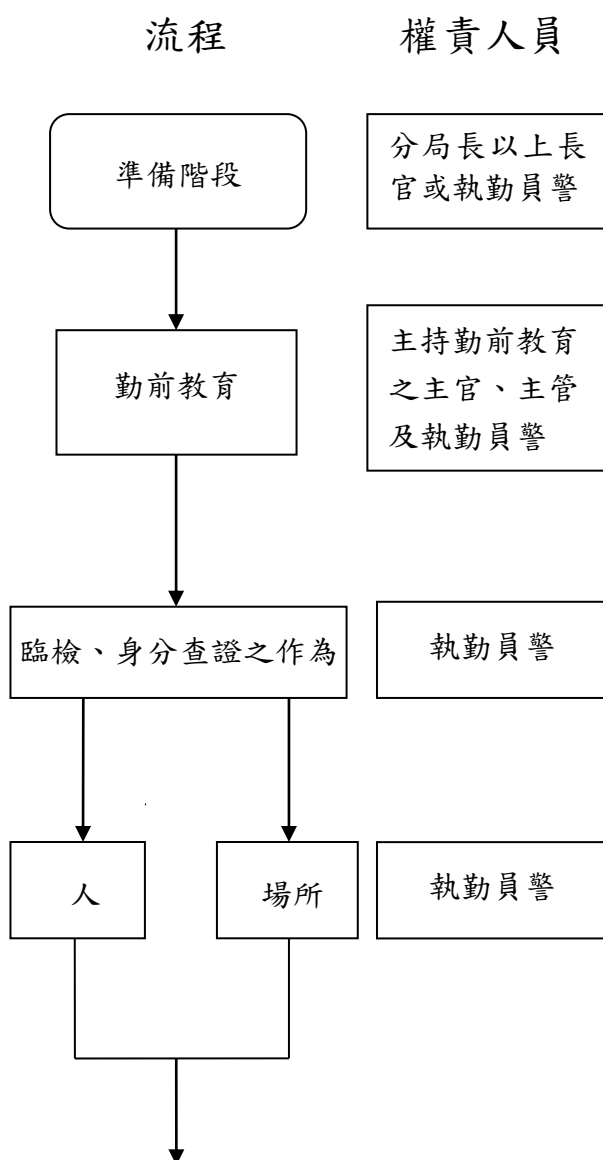 流程 權責人員
準備階段
分局長以上長
官或執勤員警
勤前教育
主持勤前教育
之主官、主管
及執勤員警
臨檢、身分查證之作為
執勤員警
人
場所
執勤員警